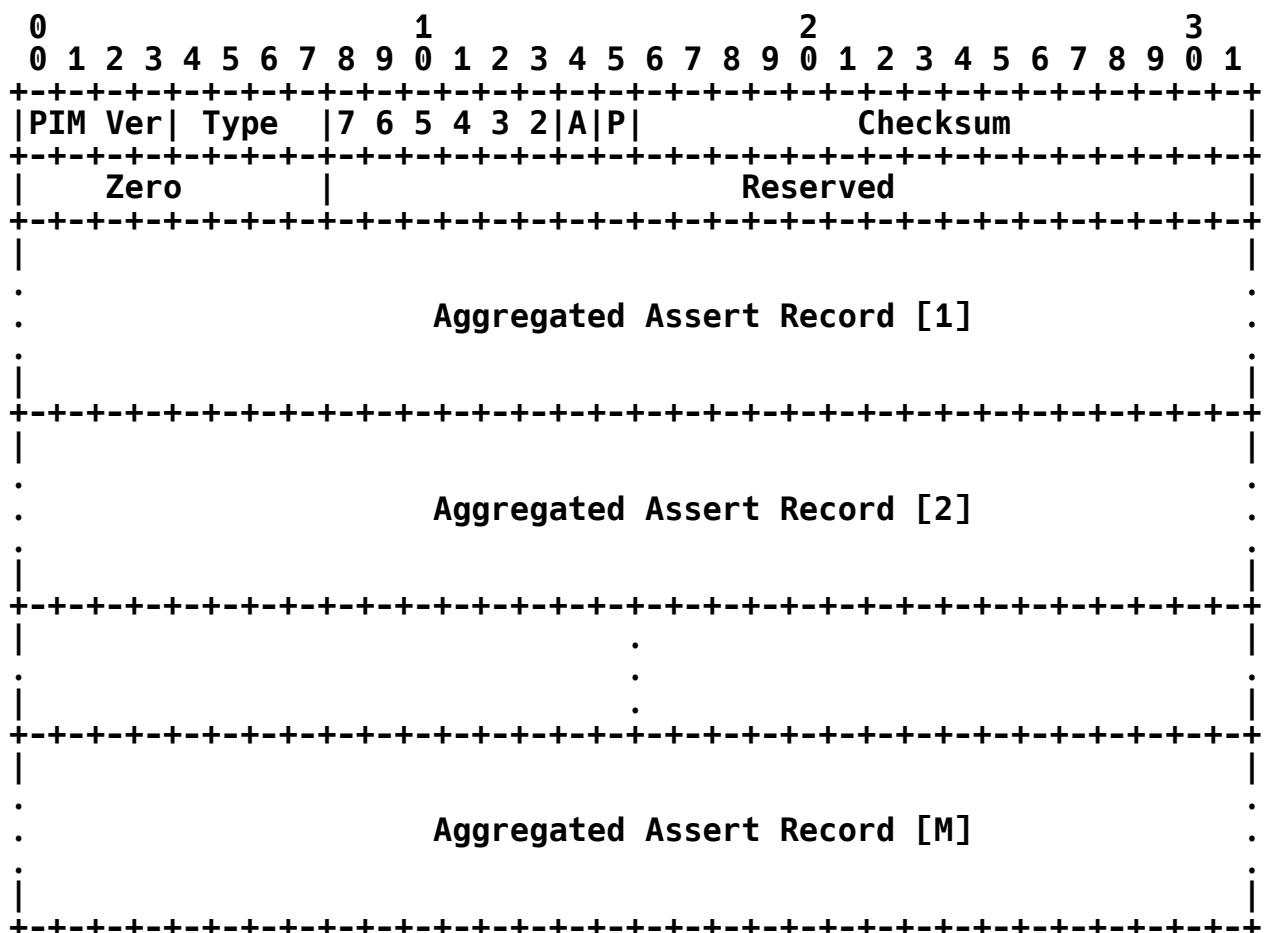 0                   1                   2                   3
 0 1 2 3 4 5 6 7 8 9 0 1 2 3 4 5 6 7 8 9 0 1 2 3 4 5 6 7 8 9 0 1
+-+-+-+-+-+-+-+-+-+-+-+-+-+-+-+-+-+-+-+-+-+-+-+-+-+-+-+-+-+-+-+-+
|PIM Ver| Type  |7 6 5 4 3 2|A|P|           Checksum            |
+-+-+-+-+-+-+-+-+-+-+-+-+-+-+-+-+-+-+-+-+-+-+-+-+-+-+-+-+-+-+-+-+
|    Zero       |                     Reserved                  |
+-+-+-+-+-+-+-+-+-+-+-+-+-+-+-+-+-+-+-+-+-+-+-+-+-+-+-+-+-+-+-+-+
|                                                               |
.                                                               .
.                     Aggregated Assert Record [1]              .
.                                                               .
|                                                               |
+-+-+-+-+-+-+-+-+-+-+-+-+-+-+-+-+-+-+-+-+-+-+-+-+-+-+-+-+-+-+-+-+
|                                                               |
.                                                               .
.                     Aggregated Assert Record [2]              .
.                                                               .
|                                                               |
+-+-+-+-+-+-+-+-+-+-+-+-+-+-+-+-+-+-+-+-+-+-+-+-+-+-+-+-+-+-+-+-+
|                               .                               |
.                               .                               .
|                               .                               |
+-+-+-+-+-+-+-+-+-+-+-+-+-+-+-+-+-+-+-+-+-+-+-+-+-+-+-+-+-+-+-+-+
|                                                               |
.                                                               .
.                     Aggregated Assert Record [M]              .
.                                                               .
|                                                               |
+-+-+-+-+-+-+-+-+-+-+-+-+-+-+-+-+-+-+-+-+-+-+-+-+-+-+-+-+-+-+-+-+